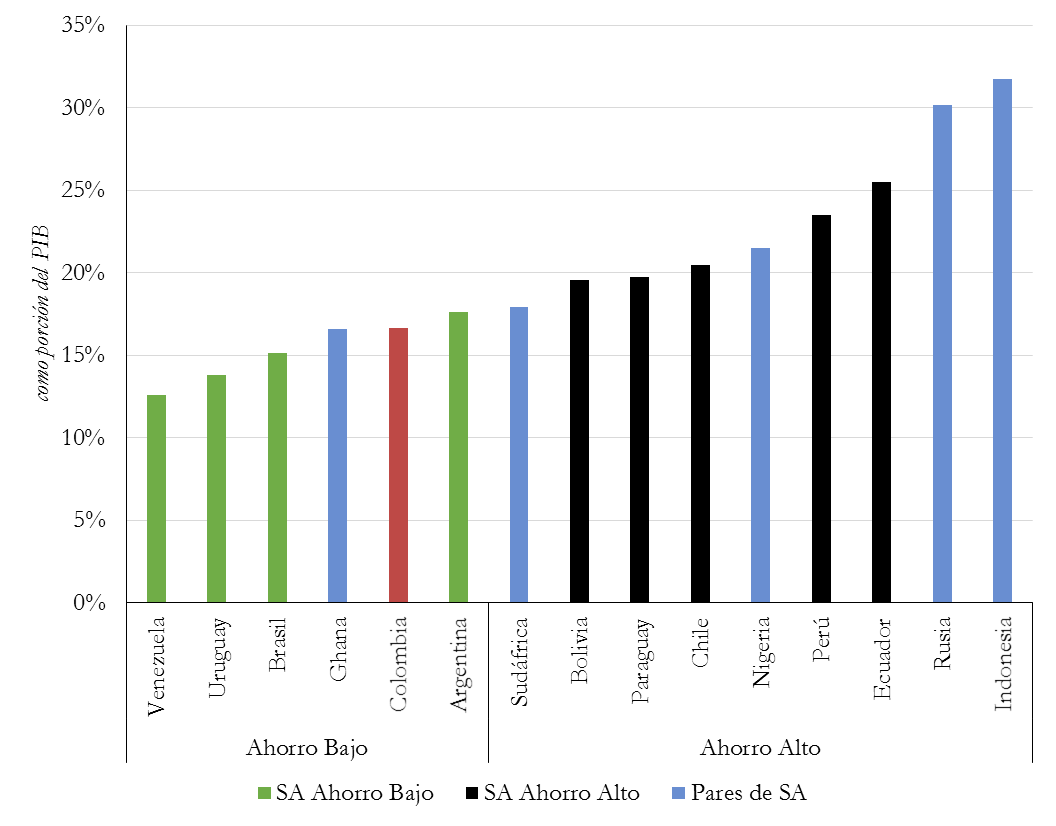 35%
30%
25%
20%
15%
10%
5%
0%
como porción del PIB
Venezuela
Uruguay
Brasil
Ghana
Colombia
Argentina
Sudáfrica
Bolivia
Paraguay
Chile
Nigeria
Perú
Ecuador
Rusia
Indonesia
Ahorro Bajo
Ahorro Alto
SA Ahorro Bajo
SA Ahorro Alto
Pares de SA